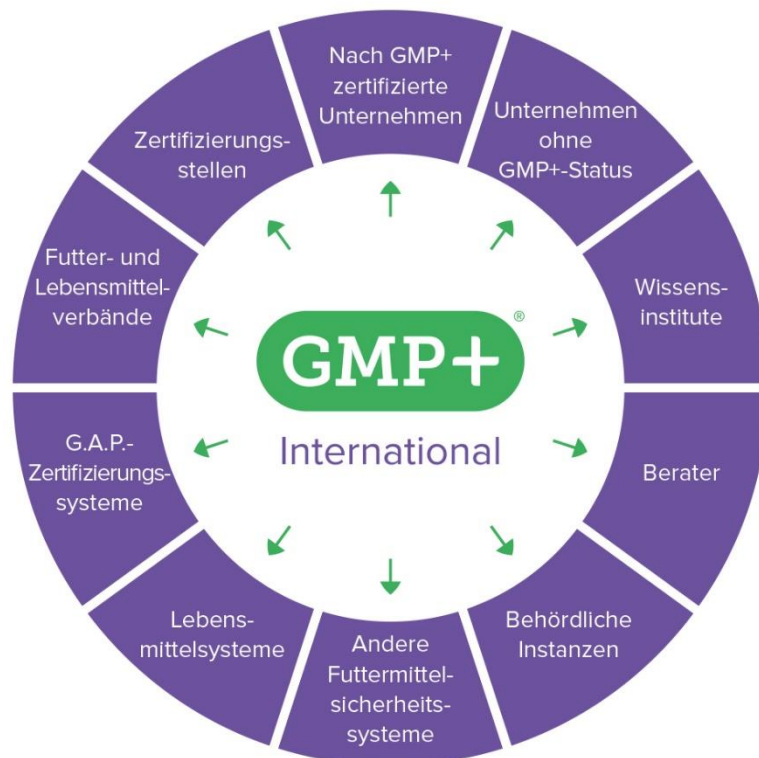 Nach GMP+
zertifizierte
Unternehmen
Unternehmen
ohne
GMP+-Status
Wissens-
institute
Berater
Behördliche
Instanzen
Andere
Futtermittel-
sicherheits-
systeme
Lebens-
mittelsysteme
G.A.P.-
Zertifizierungs-
systeme
Futter- und
Lebensmittel-
verbände
Zertifizierungs-
stellen
GMP+®
International